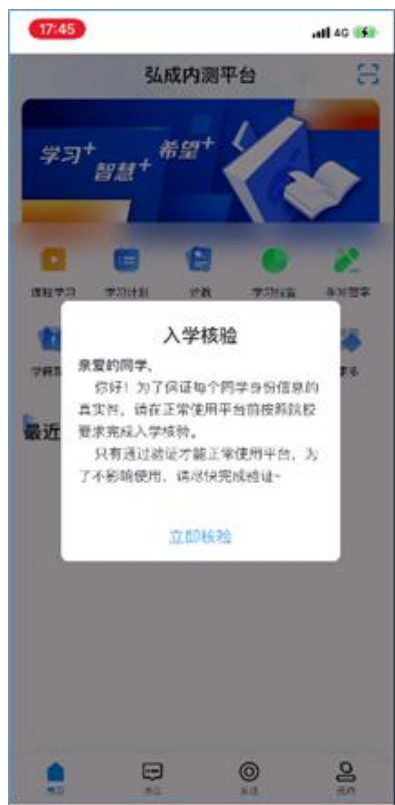 17:45
4G
弘成内测平台
学习+
智慧+
希望+
课程学习
学习计划
学习报告
入学核验
亲爱的同学，
你好！为了保证每个同学身份信息的
真实性，请在正常使用平台前按照院校
要求完成入学核验。
只有通过验证才能正常使用平台，为
了不影响使用，请尽快完成验证~
最近
立即核验